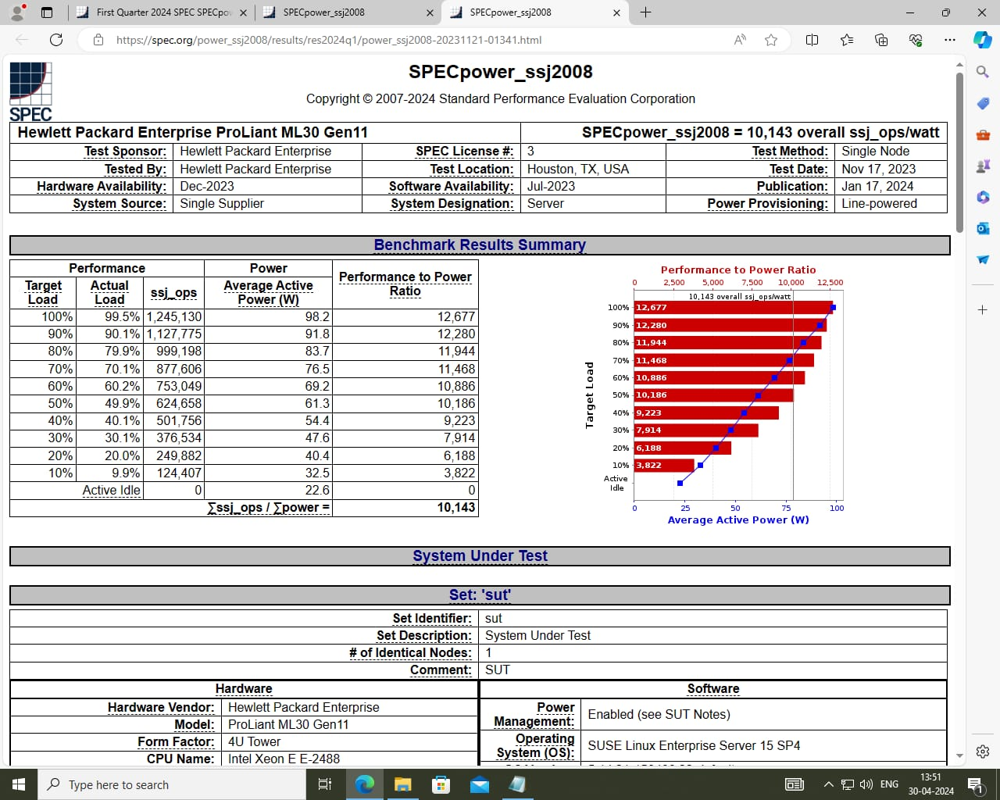 First Quarter 2024 SPEC SPECpow
SPECpower_ssj2008
SPECpower_ssj2008
https://spec.org/power_ssj2008/results/res2024q1/power_ssj2008-20231121-01341.html
SPEC
SPECpower_ssj2008
Copyright © 2007-2024 Standard Performance Evaluation Corporation
Hewlett Packard Enterprise ProLiant ML30 Gen11 SPECpower_ssj2008 = 10,143 overall ssj_ops/watt
Test Sponsor: Hewlett Packard Enterprise SPEC License #: 3 Test Method: Single Node
Tested By: Hewlett Packard Enterprise Test Location: Houston, TX, USA Test Date: Nov 17, 2023
Hardware Availability: Dec-2023 Software Availability: Jul-2023 Publication: Jan 17, 2024
System Source: Single Supplier System Designation: Server Power Provisioning: Line-powered
Benchmark Results Summary
Performance Power Performance to Power Ratio
Target Load Actual Load ssj_ops Average Active Power (W)
100% 99.5% 1,245,130 98.2 12,677
90% 90.1% 1,127,775 91.8 12,280
80% 79.9% 999,198 83.7 11,944
70% 70.1% 877,606 76.5 11,468
60% 60.2% 753,049 69.2 10,886
50% 49.9% 624,658 61.3 10,186
40% 40.1% 501,756 54.4 9,223
30% 30.1% 376,534 47.6 7,914
20% 20.0% 249,882 40.4 6,188
10% 9.9% 124,407 32.5 3,822
Active Idle 0 22.6 0
∑ssj_ops / ∑power = 10,143
Performance to Power Ratio
0 2,500 5,000 7,500 10,000 12,500
10,143 overall ssj_ops/watt
Target Load
100% 12,677
90% 12,280
80% 11,944
70% 11,468
60% 10,886
50% 10,186
40% 9,223
30% 7,914
20% 6,188
10% 3,822
Active
Idle
0 25 50 75 100
Average Active Power (W)
System Under Test
Set: 'sut'
Set Identifier: sut
Set Description: System Under Test
# of Identical Nodes: 1
Comment: SUT
Hardware Software
Hardware Vendor: Hewlett Packard Enterprise
Model: ProLiant ML30 Gen11
Form Factor: 4U Tower
CPU Name: Intel Xeon E E-2488
Power Management: Enabled (see SUT Notes)
Operating System (OS): SUSE Linux Enterprise Server 15 SP4
Type here to search
ENG
13:51
30-04-2024
1